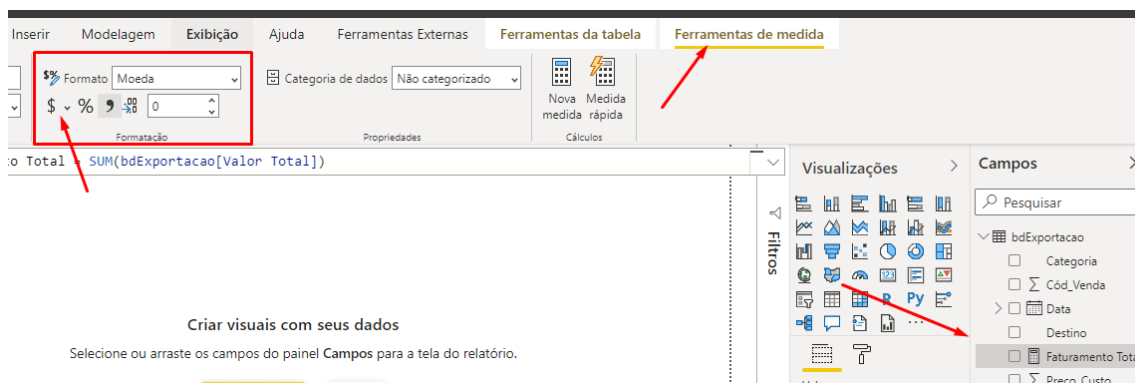 Inserir Modelagem Exibição Ajuda Ferramentas Externas Ferramentas da tabela Ferramentas de medida
$% Formato Moeda Categoria de dados Não categorizado
$ % 0
Nova medida
Medida rápida
Formatação Propriedades Cálculos
o Total = SUM(bdExportacao[Valor Total])
Visualizações
Campos
Pesquisar
Filtros
bdExportacao
Categoria
Σ Cód_Venda
Data
Destino
Faturamento Tota
Σ Preço_Custo
123
R Py
...
Criar visuais com seus dados
Selecione ou arraste os campos do painel Campos para a tela do relatório.